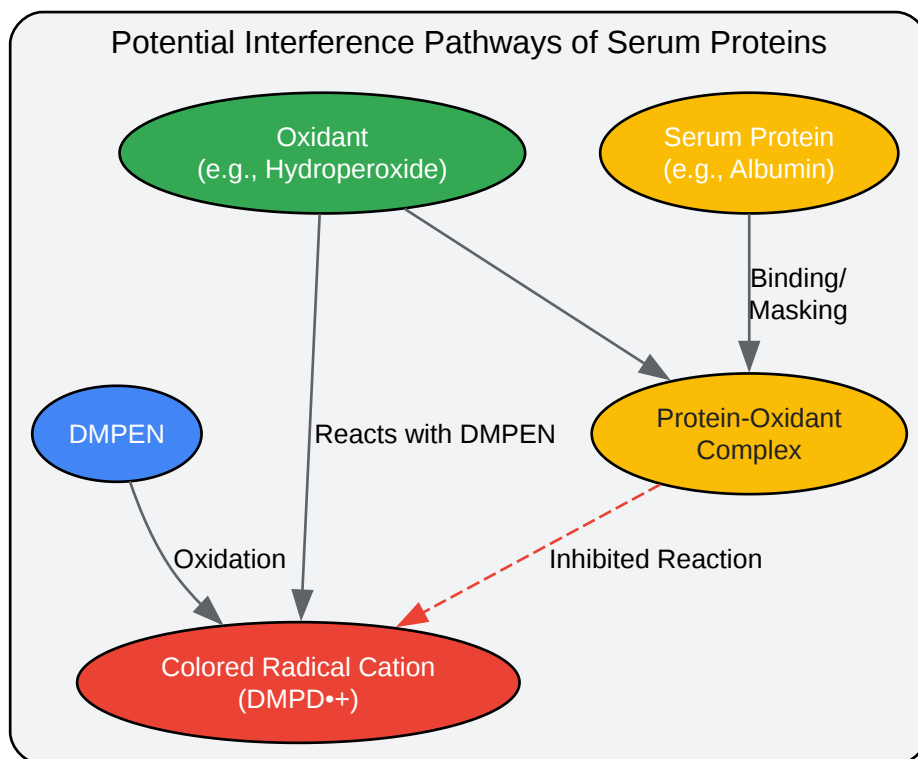 Potential Interference Pathways of Serum Proteins
Oxidant
(e.g., Hydroperoxide)
Serum Protein
(e.g., Albumin)
Binding/
Masking
DMPEN
Reacts with DMPEN
Protein-Oxidant
Complex
Oxidation
Inhibited Reaction
Colored Radical Cation
(DMPD•+)